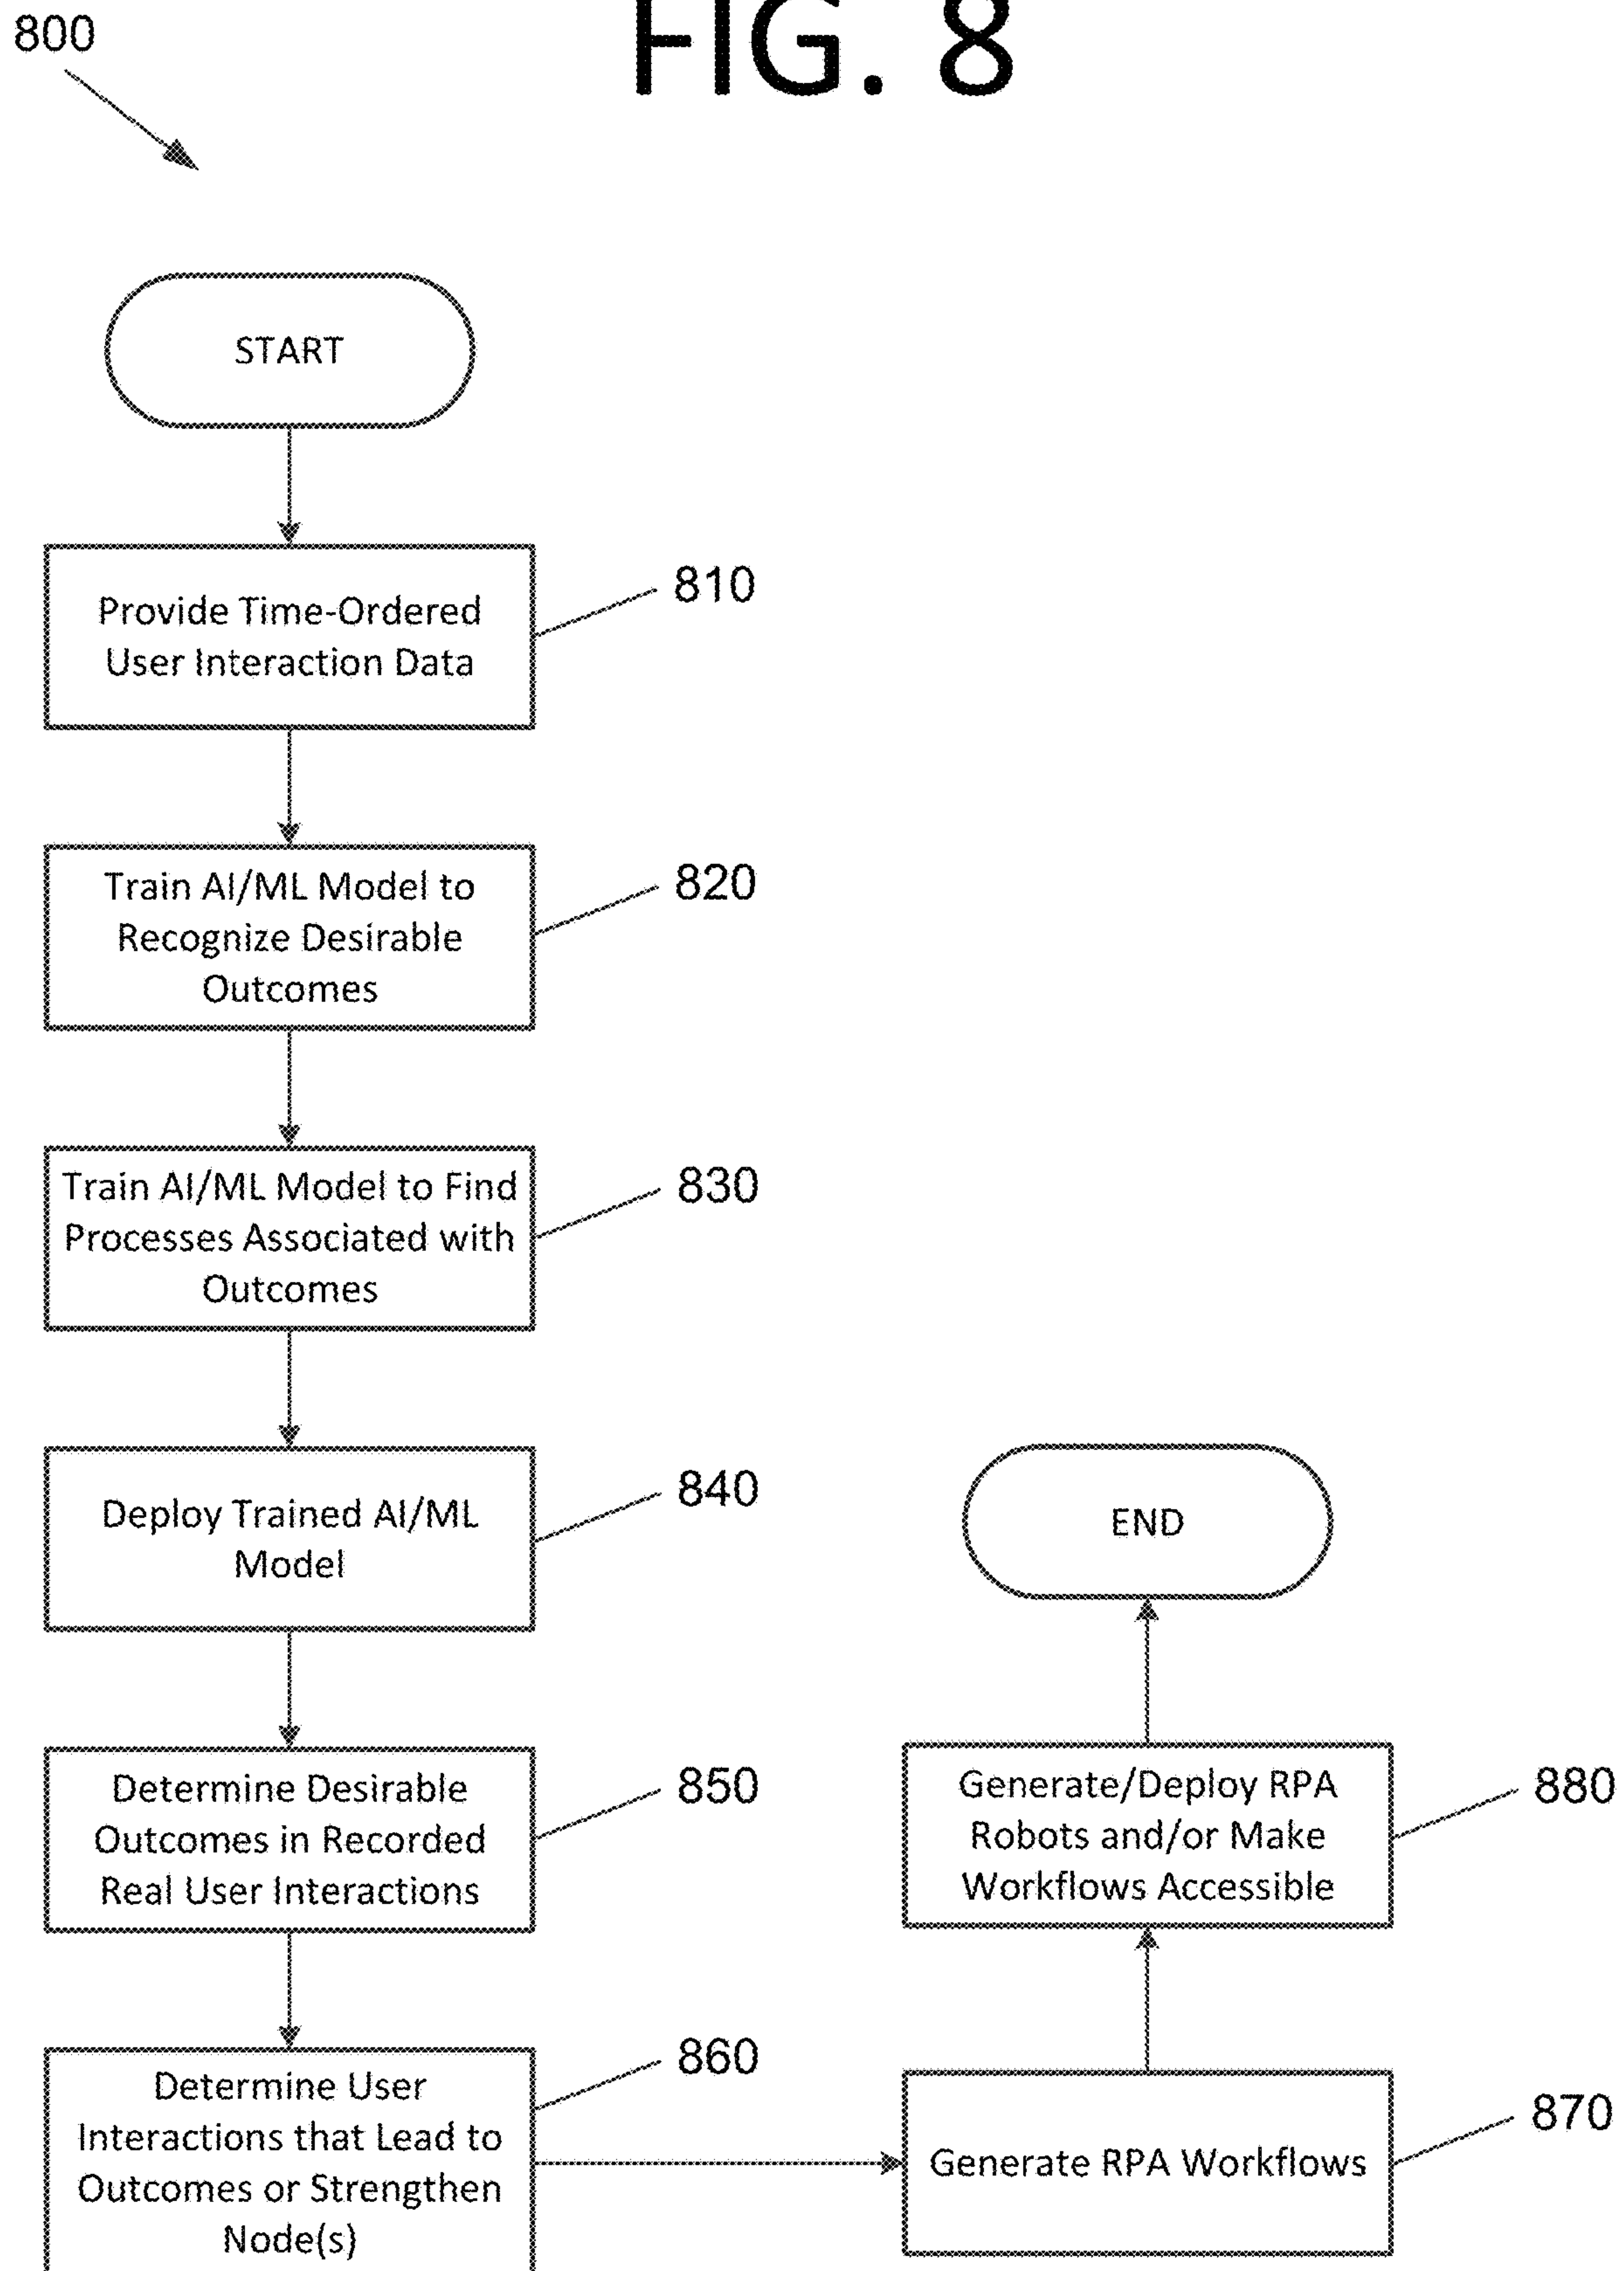 800
FIG. 8
START
Provide Time-Ordered
User Interaction Data
810
Train AI/ML Model to
Recognize Desirable
Outcomes
820
Train AI/ML Model to Find
Processes Associated with
Outcomes
830
Deploy Trained AI/ML
Model
840
Determine Desirable
Outcomes in Recorded
Real User Interactions
850
Determine User
Interactions that Lead to
Outcomes or Strengthen
Node(s)
860
Generate RPA Workflows
870
Generate/Deploy RPA
Robots and/or Make
Workflows Accessible
880
END